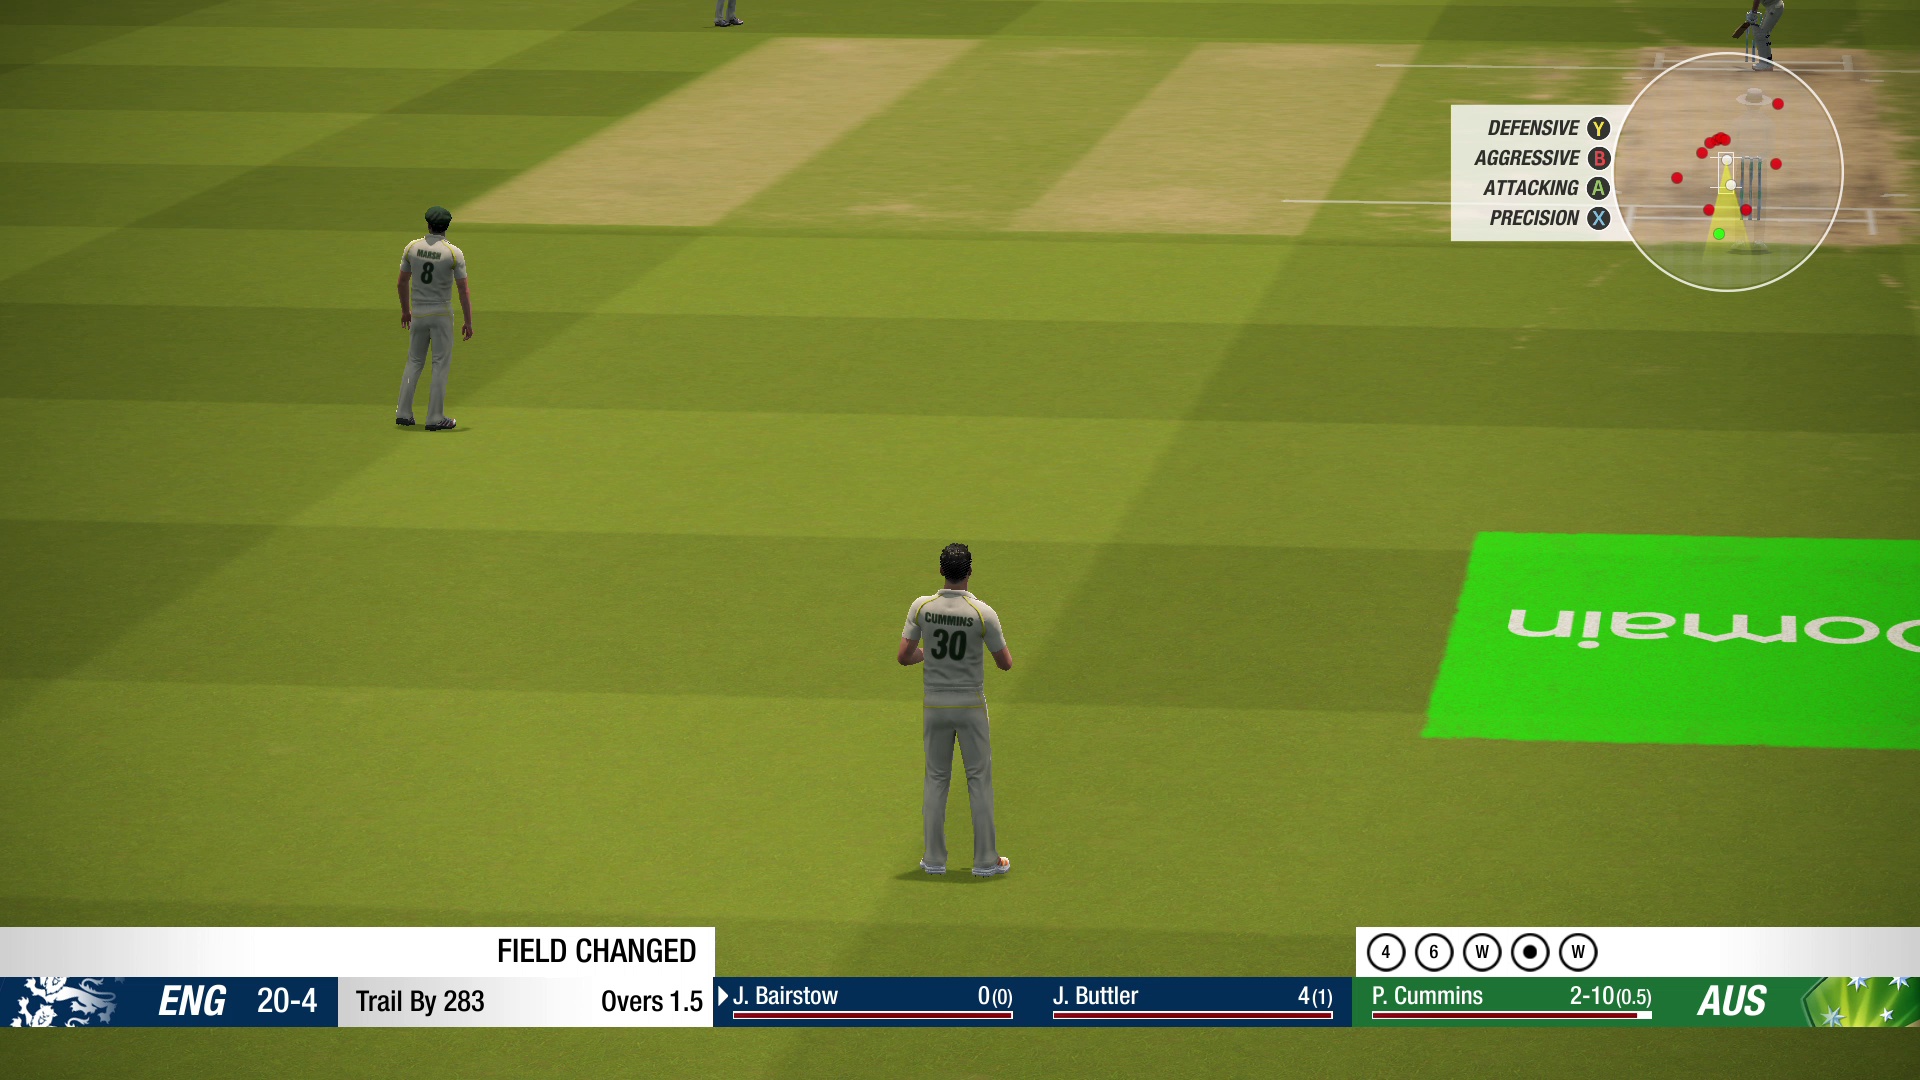 DEFENSIVE Y
AGGRESSIVE B
ATTACKING A
PRECISION X
MARSH
8
CUMMINS
30
Domain
FIELD CHANGED
4 6 W W
ENG 20-4 Trail By 283 Overs 1.5 J. Bairstow 0(0) J. Buttler 4(1) P. Cummins 2-10(0.5) AUS